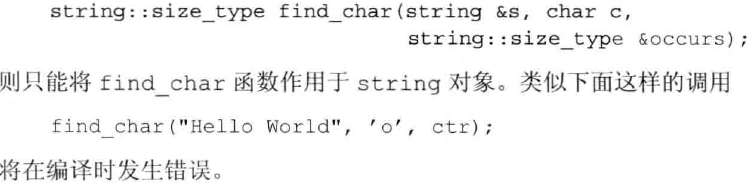 string::size_type find_char(string &s, char c,
string::size_type &occurs);
则只能将 find_char 函数作用于 string 对象。类似下面这样的调用
find_char("Hello World", 'o', ctr);
将在编译时发生错误。